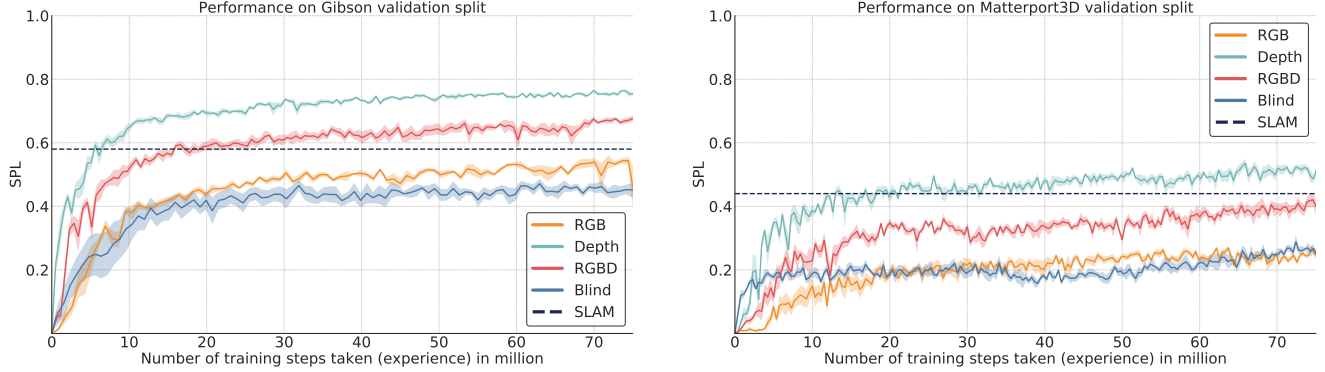 Performance on Gibson validation split
1.0
0.8
0.6
0.4
0.2
SPL
0 10 20 30 40 50 60 70
Number of training steps taken (experience) in million
RGB
Depth
RGBD
Blind
SLAM
Performance on Matterport3D validation split
1.0
0.8
0.6
0.4
0.2
SPL
0 10 20 30 40 50 60 70
Number of training steps taken (experience) in million
RGB
Depth
RGBD
Blind
SLAM